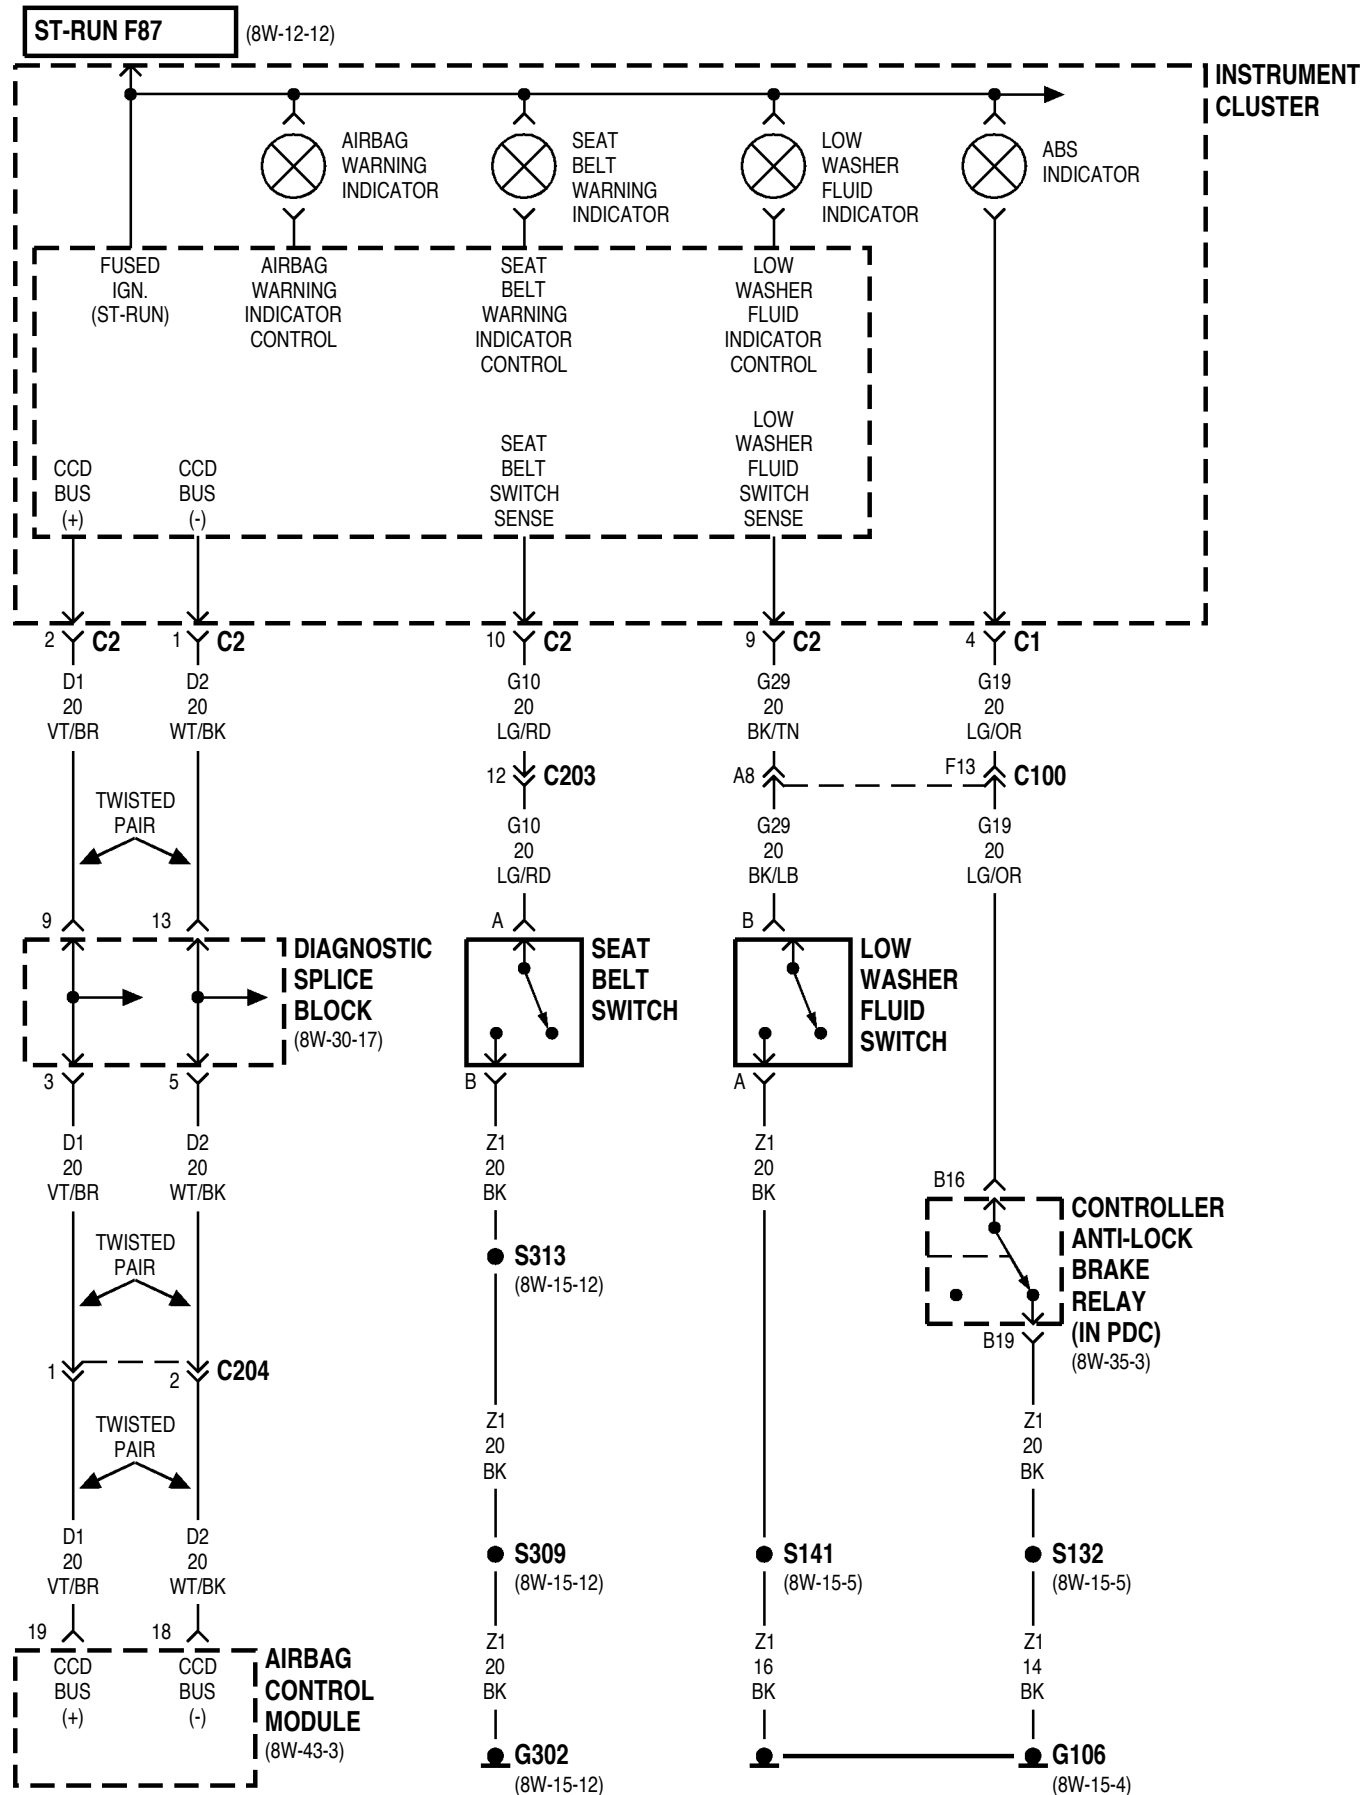 ST-RUN F87 (8W-12-12)
INSTRUMENT
CLUSTER
AIRBAG
WARNING
INDICATOR
SEAT
BELT
WARNING
INDICATOR
LOW
WASHER
FLUID
INDICATOR
ABS
INDICATOR
FUSED
IGN.
(ST-RUN)
AIRBAG
WARNING
INDICATOR
CONTROL
SEAT
BELT
WARNING
INDICATOR
CONTROL
LOW
WASHER
FLUID
INDICATOR
CONTROL
CCD
BUS
(+)
CCD
BUS
(-)
SEAT
BELT
SWITCH
SENSE
LOW
WASHER
FLUID
SWITCH
SENSE
2 C2
1 C2
10 C2
9 C2
4 C1
D1
20
VT/BR
D2
20
WT/BK
G10
20
LG/RD
G29
20
BK/TN
G19
20
LG/OR
12 C203
A8
F13 C100
TWISTED
PAIR
G10
20
LG/RD
G29
20
BK/LB
G19
20
LG/OR
9
13
A
B
DIAGNOSTIC
SPLICE
BLOCK
(8W-30-17)
SEAT
BELT
SWITCH
LOW
WASHER
FLUID
SWITCH
3
5
B
A
D1
20
VT/BR
D2
20
WT/BK
Z1
20
BK
Z1
20
BK
B16
CONTROLLER
ANTI-LOCK
BRAKE
RELAY
(IN PDC)
(8W-35-3)
B19
TWISTED
PAIR
S313
(8W-15-12)
1
2 C204
TWISTED
PAIR
Z1
20
BK
Z1
20
BK
D1
20
VT/BR
D2
20
WT/BK
S309
(8W-15-12)
S141
(8W-15-5)
S132
(8W-15-5)
19
18
CCD
BUS
(+)
CCD
BUS
(-)
AIRBAG
CONTROL
MODULE
(8W-43-3)
Z1
20
BK
Z1
16
BK
Z1
14
BK
G302
(8W-15-12)
G106
(8W-15-4)